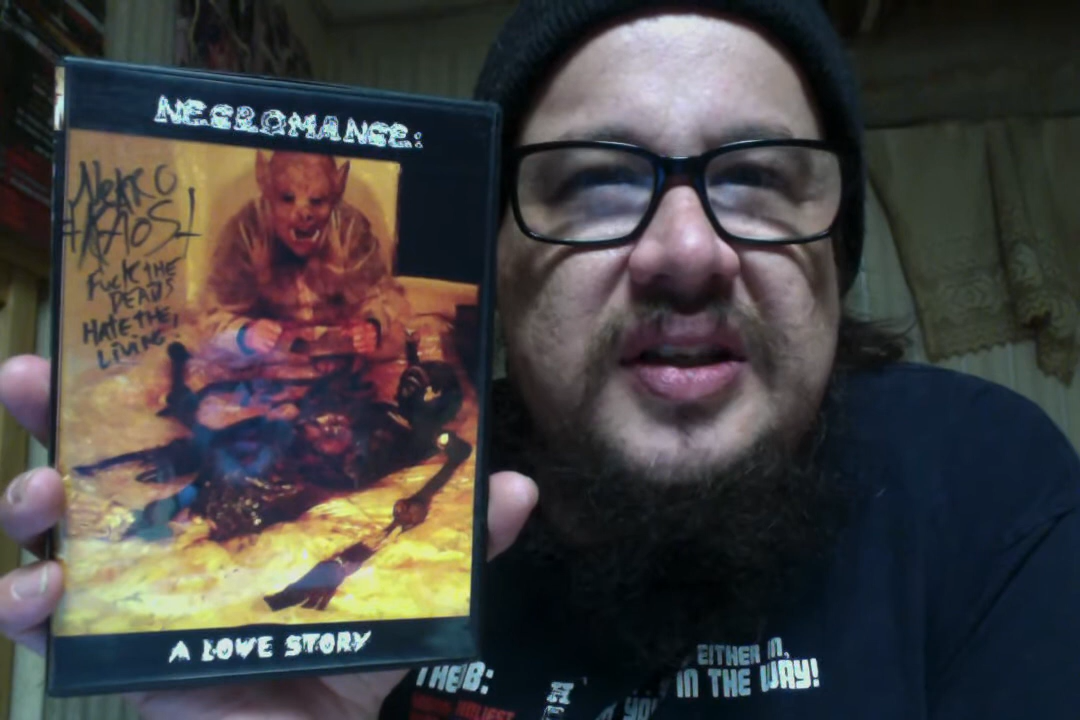 NECROMANCE:
NEKRO
KAOS!
FUCK THE
DEAD
HATE THE
LIVING
A LOVE STORY
EITHER IN,
IN THE WAY!
THE B: